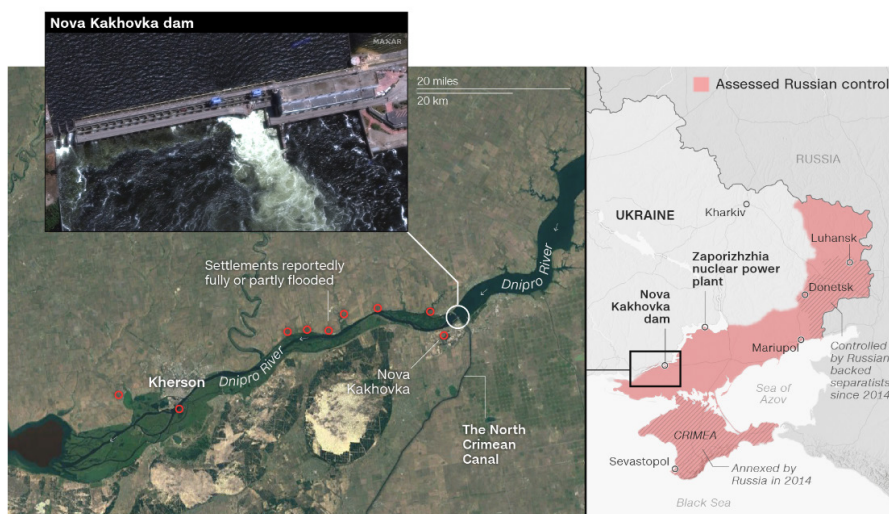 Nova Kakhovka dam
MAXAR
20 miles
20 km
Settlements reportedly
fully or partly flooded
Dnipro River
Dnipro River
Kherson
Nova
Kakhovka
The North
Crimean
Canal
Assessed Russian control
RUSSIA
UKRAINE
Kharkiv
Luhansk
Zaporizhzhia
nuclear power
plant
Donetsk
Nova
Kakhovka
dam
Mariupol
Controlled
by Russian
backed
separatists
since 2014
Sea of
Azov
CRIMEA
Sevastopol
Annexed by
Russia in 2014
Black Sea